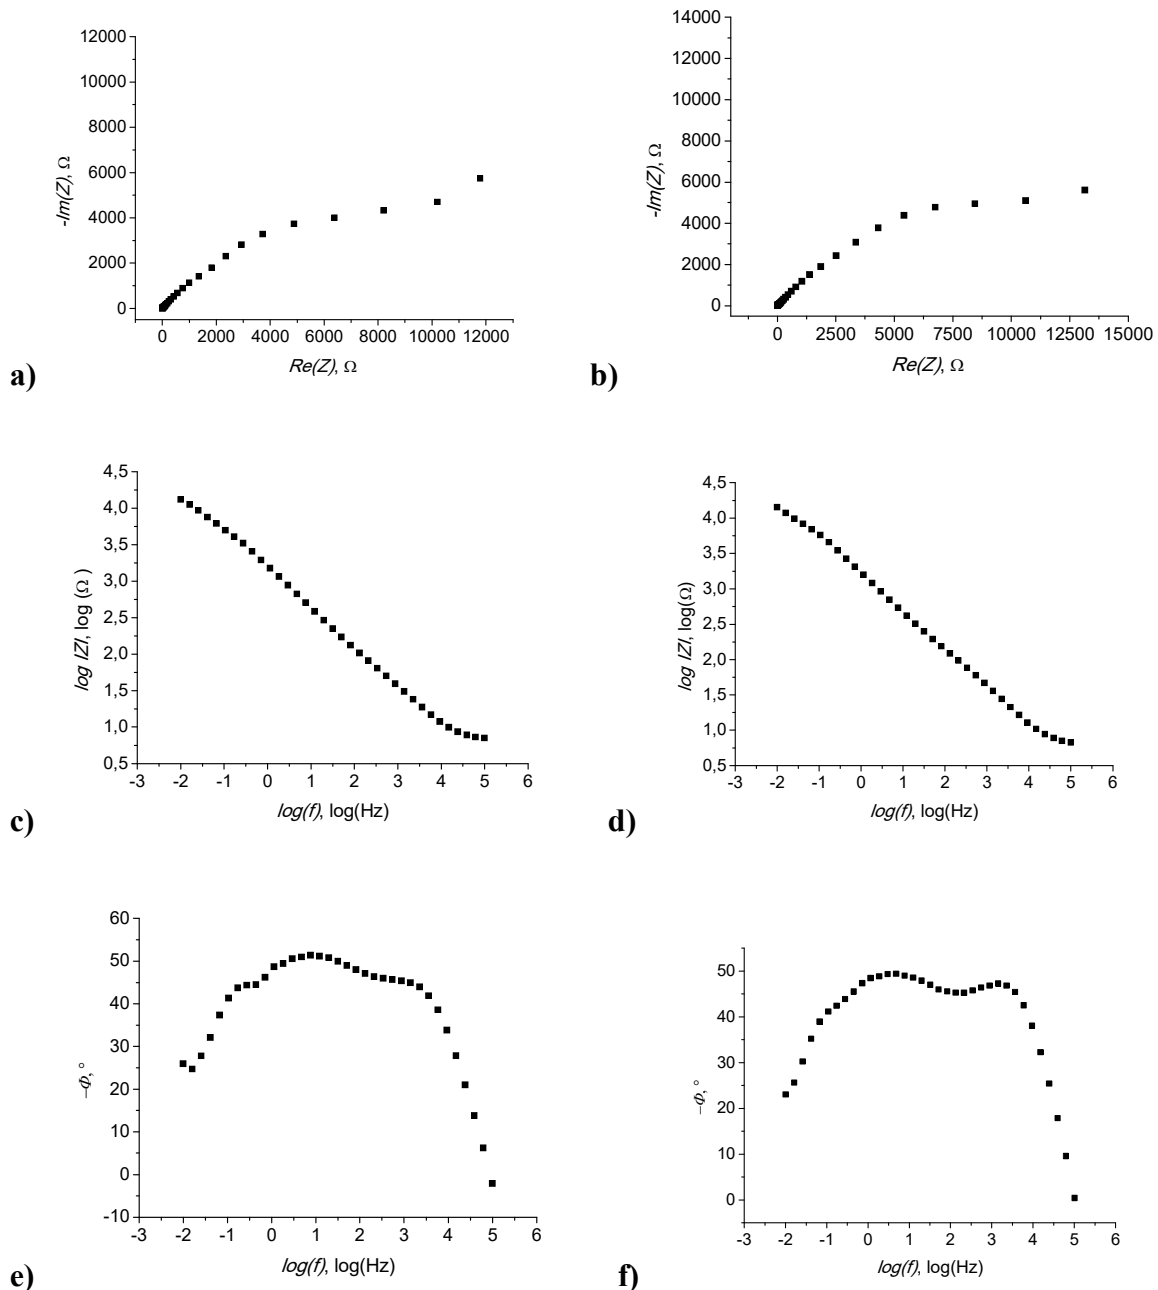 12000
10000
8000
6000
4000
2000
0
-Im(Z), Ω
0 2000 4000 6000 8000 10000 12000
Re(Z), Ω
a)
14000
12000
10000
8000
6000
4000
2000
0
-Im(Z), Ω
0 2500 5000 7500 10000 12500 15000
Re(Z), Ω
b)
4,5
4,0
3,5
3,0
2,5
2,0
1,5
1,0
0,5
log IZI, log (Ω)
-3 -2 -1 0 1 2 3 4 5 6
log(f), log(Hz)
c)
4,5
4,0
3,5
3,0
2,5
2,0
1,5
1,0
0,5
log IZI, log(Ω)
-3 -2 -1 0 1 2 3 4 5 6
log(f), log(Hz)
d)
60
50
40
30
20
10
0
-10
–Φ, °
-3 -2 -1 0 1 2 3 4 5 6
log(f), log(Hz)
e)
50
40
30
20
10
0
–Φ, °
-3 -2 -1 0 1 2 3 4 5 6
log(f), log(Hz)
f)